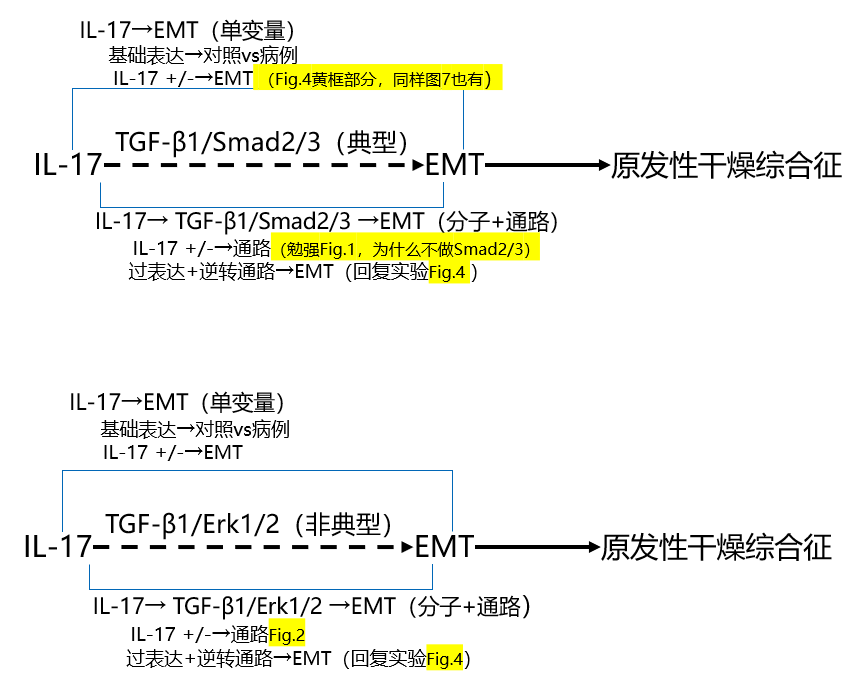 IL-17→EMT（单变量）
基础表达→对照vs病例
IL-17 +/-→EMT（Fig.4黄框部分，同样图7也有）
TGF-β1/Smad2/3（典型）
IL-17 EMT 原发性干燥综合征
IL-17→ TGF-β1/Smad2/3 →EMT（分子+通路）
IL-17 +/-→通路（勉强Fig.1，为什么不做Smad2/3）
过表达+逆转通路→EMT（回复实验Fig.4 ）
IL-17→EMT（单变量）
基础表达→对照vs病例
IL-17 +/-→EMT
TGF-β1/Erk1/2（非典型）
IL-17 EMT 原发性干燥综合征
IL-17→ TGF-β1/Erk1/2 →EMT（分子+通路）
IL-17 +/-→通路Fig.2
过表达+逆转通路→EMT（回复实验Fig.4）